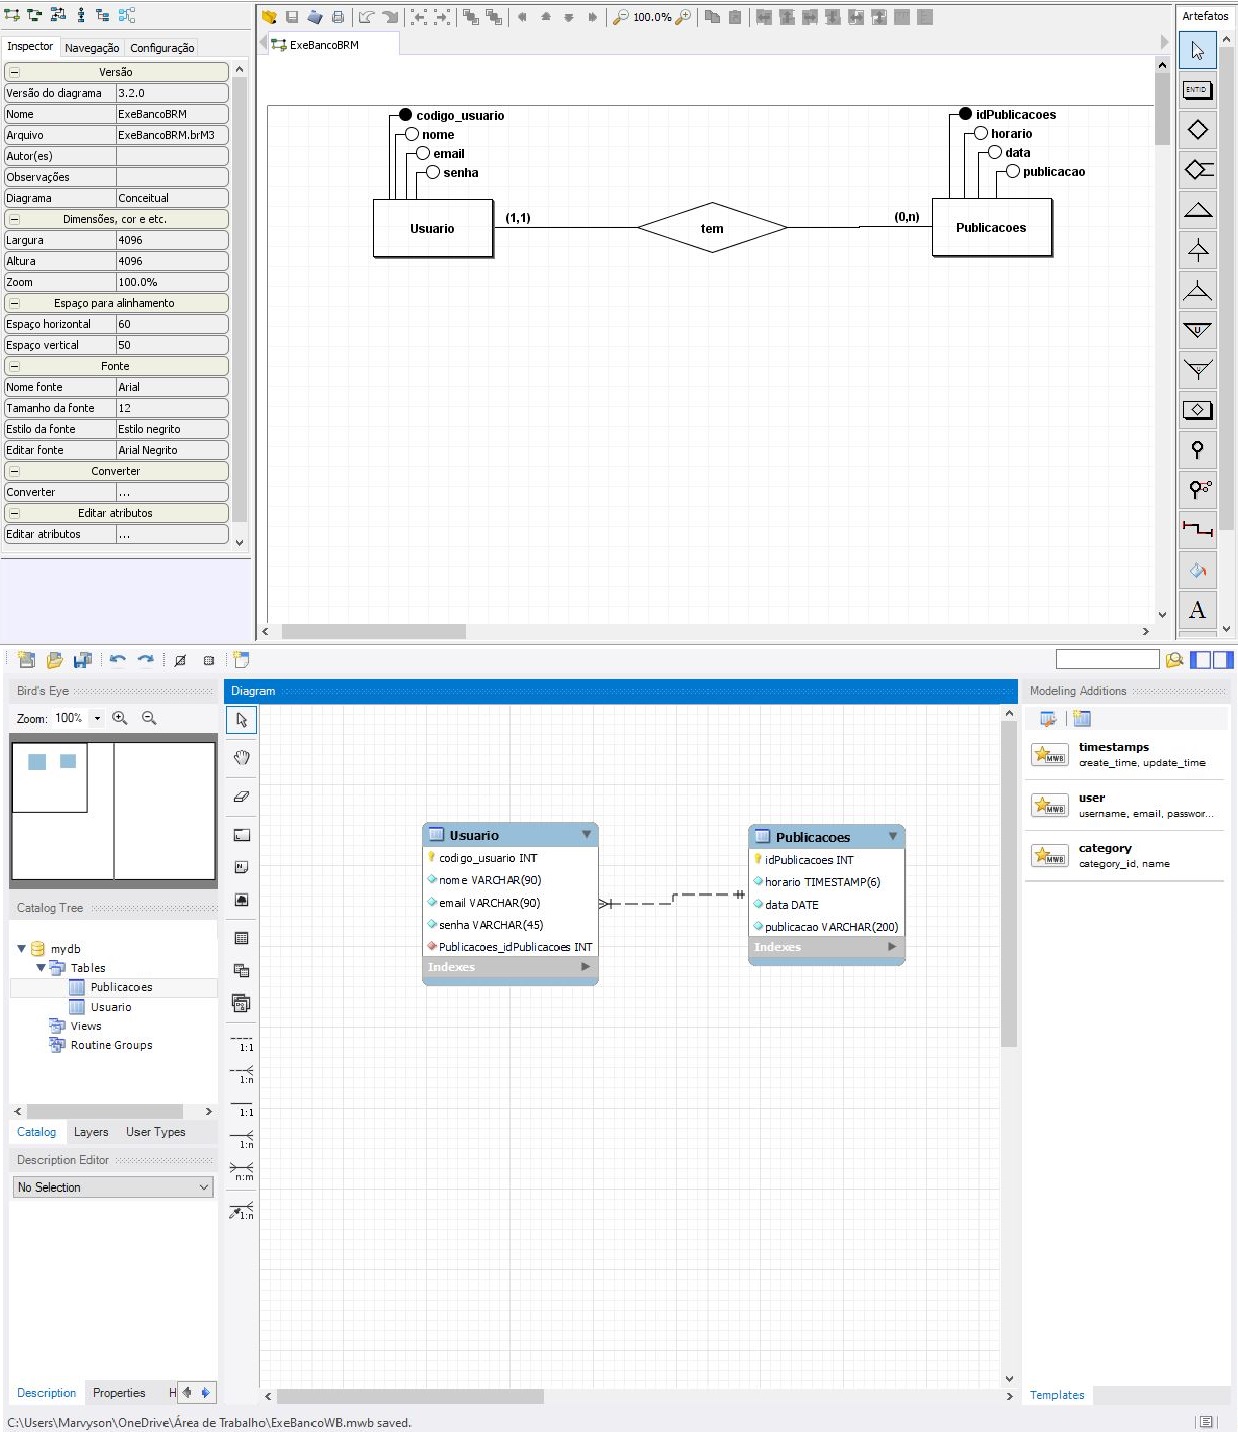 Artefatos
100.0%
Inspector
Navegação
Configuração
ExeBancoBRM
Versão
Versão do diagrama 3.2.0
Nome ExeBancoBRM
Arquivo ExeBancoBRM.brM3
Autor(es)
Observações
Diagrama Conceitual
Dimensões, cor e etc.
Largura 4096
Altura 4096
Zoom 100.0%
Espaço para alinhamento
Espaço horizontal 60
Espaço vertical 50
Fonte
Nome fonte Arial
Tamanho da fonte 12
Estilo da fonte Estilo negrito
Editar fonte Arial Negrito
Converter
Converter ...
Editar atributos
Editar atributos ...
codigo_usuario
nome
email
senha
Usuario
(1,1)
tem
(0,n)
idPublicacoes
horario
data
publicacao
Publicacoes
ENTID
U
A
Bird's Eye
Zoom: 100%
Diagram
Modeling Additions
timestamps
create_time, update_time
user
username, email, passwor...
category
category_id, name
MWB
MWB
MWB
Usuario
codigo_usuario INT
nome VARCHAR(90)
email VARCHAR(90)
senha VARCHAR(45)
Publicacoes_idPublicacoes INT
Indexes
Publicacoes
idPublicacoes INT
horario TIMESTAMP(6)
data DATE
publicacao VARCHAR(200)
Indexes
Catalog Tree
mydb
Tables
Publicacoes
Usuario
Views
Routine Groups
Catalog Layers User Types
Description Editor
No Selection
1:1
1:n
1:1
1:n
n:m
1:n
Description Properties H
Templates
C:\Users\Marvyson\OneDrive\Área de Trabalho\ExeBancoWB.mwb saved.